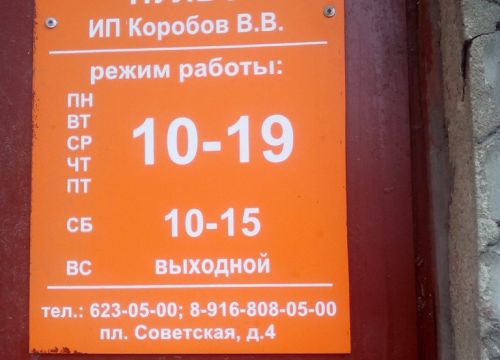 ИП Коробов В.В.
режим работы:
ПН
ВТ
СР
ЧТ
ПТ
10-19
СБ 10-15
ВС выходной
тел.: 623-05-00; 8-916-808-05-00
пл. Советская, д.4